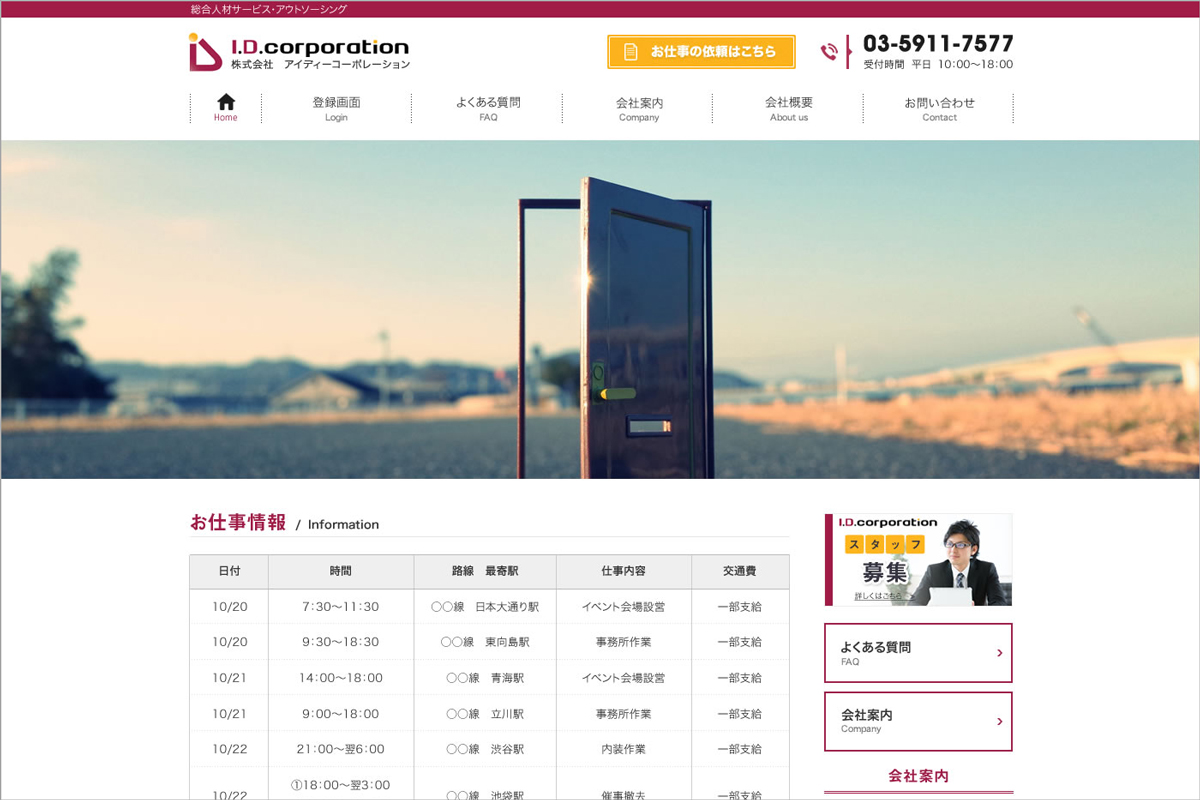 総合人材サービス・アウトソーシング
I.D.corporation
株式会社　アイディーコーポレーション
お仕事の依頼はこちら
03-5911-7577
受付時間 平日 10:00〜18:00
Home
登録画面
Login
よくある質問
FAQ
会社案内
Company
会社概要
About us
お問い合わせ
Contact
お仕事情報 / Information
日付 時間 路線 最寄駅 仕事内容 交通費
10/20 7:30〜11:30 〇〇線 日本大通り駅 イベント会場設営 一部支給
10/20 9:30〜18:30 〇〇線 東向島駅 事務所作業 一部支給
10/21 14:00〜18:00 〇〇線 青海駅 イベント会場設営 一部支給
10/21 9:00〜18:00 〇〇線 立川駅 事務所作業 一部支給
10/22 21:00〜翌6:00 〇〇線 渋谷駅 内装作業 一部支給
①18:00〜翌3:00
10/22 〇〇線 池袋駅 催事撤去 一部支給
I.D.corporation
スタッフ
募集
詳しくはこちら
よくある質問
FAQ
会社案内
Company
会社案内